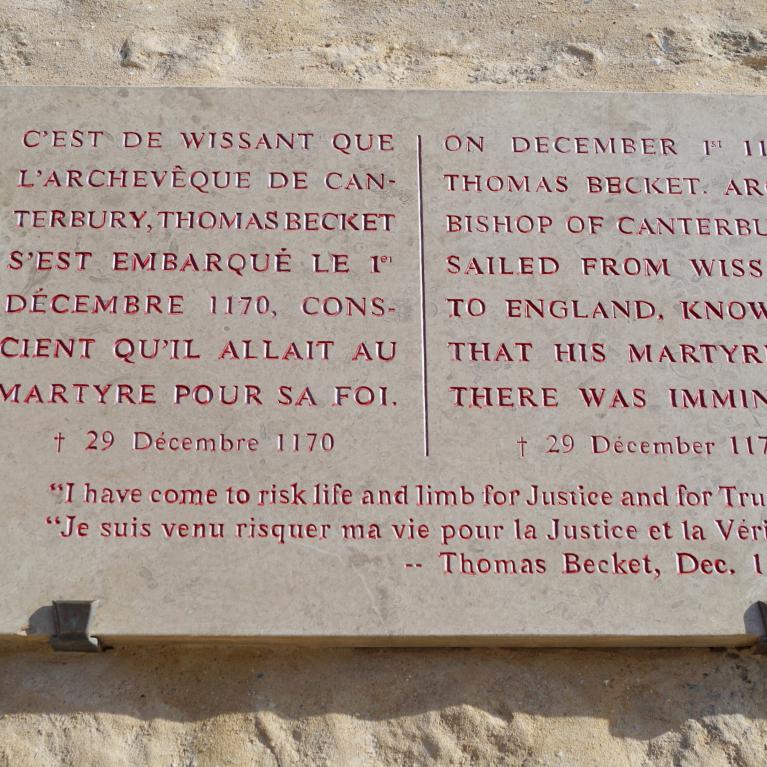 C'EST DE WISSANT QUE
L'ARCHEVÊQUE DE CAN-
TERBURY, THOMAS BECKET
S'EST EMBARQUÉ LE 1er
DÉCEMBRE 1170, CONS-
CIENT QU'IL ALLAIT AU
MARTYRE POUR SA FOI.
† 29 Décembre 1170
ON DECEMBER 1st 11
THOMAS BECKET. AR
BISHOP OF CANTERBU
SAILED FROM WISS
TO ENGLAND, KNOW
THAT HIS MARTYR
THERE WAS IMMIN
† 29 Décember 117
"I have come to risk life and limb for Justice and for Tru
"Je suis venu risquer ma vie pour la Justice et la Véri
-- Thomas Becket, Dec. 1